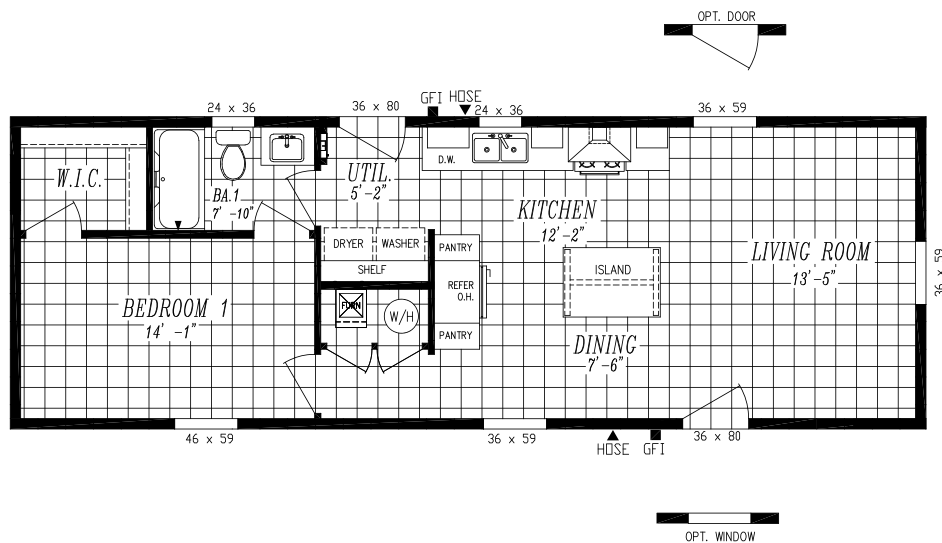 OPT. DOOR
24 x 36
36 x 80
GFI HOSE
24 x 36
36 x 59
W.I.C.
BA.1
7' -10"
UTIL.
5'-2"
D.W.
KITCHEN
12'-2"
DRYER
WASHER
SHELF
PANTRY
REFER
O.H.
PANTRY
ISLAND
LIVING ROOM
13'-5"
36 x 59
BEDROOM 1
14' -1"
FURN
W/H
DINING
7'-6"
46 x 59
36 x 59
HOSE
GFI
36 x 80
OPT. WINDOW